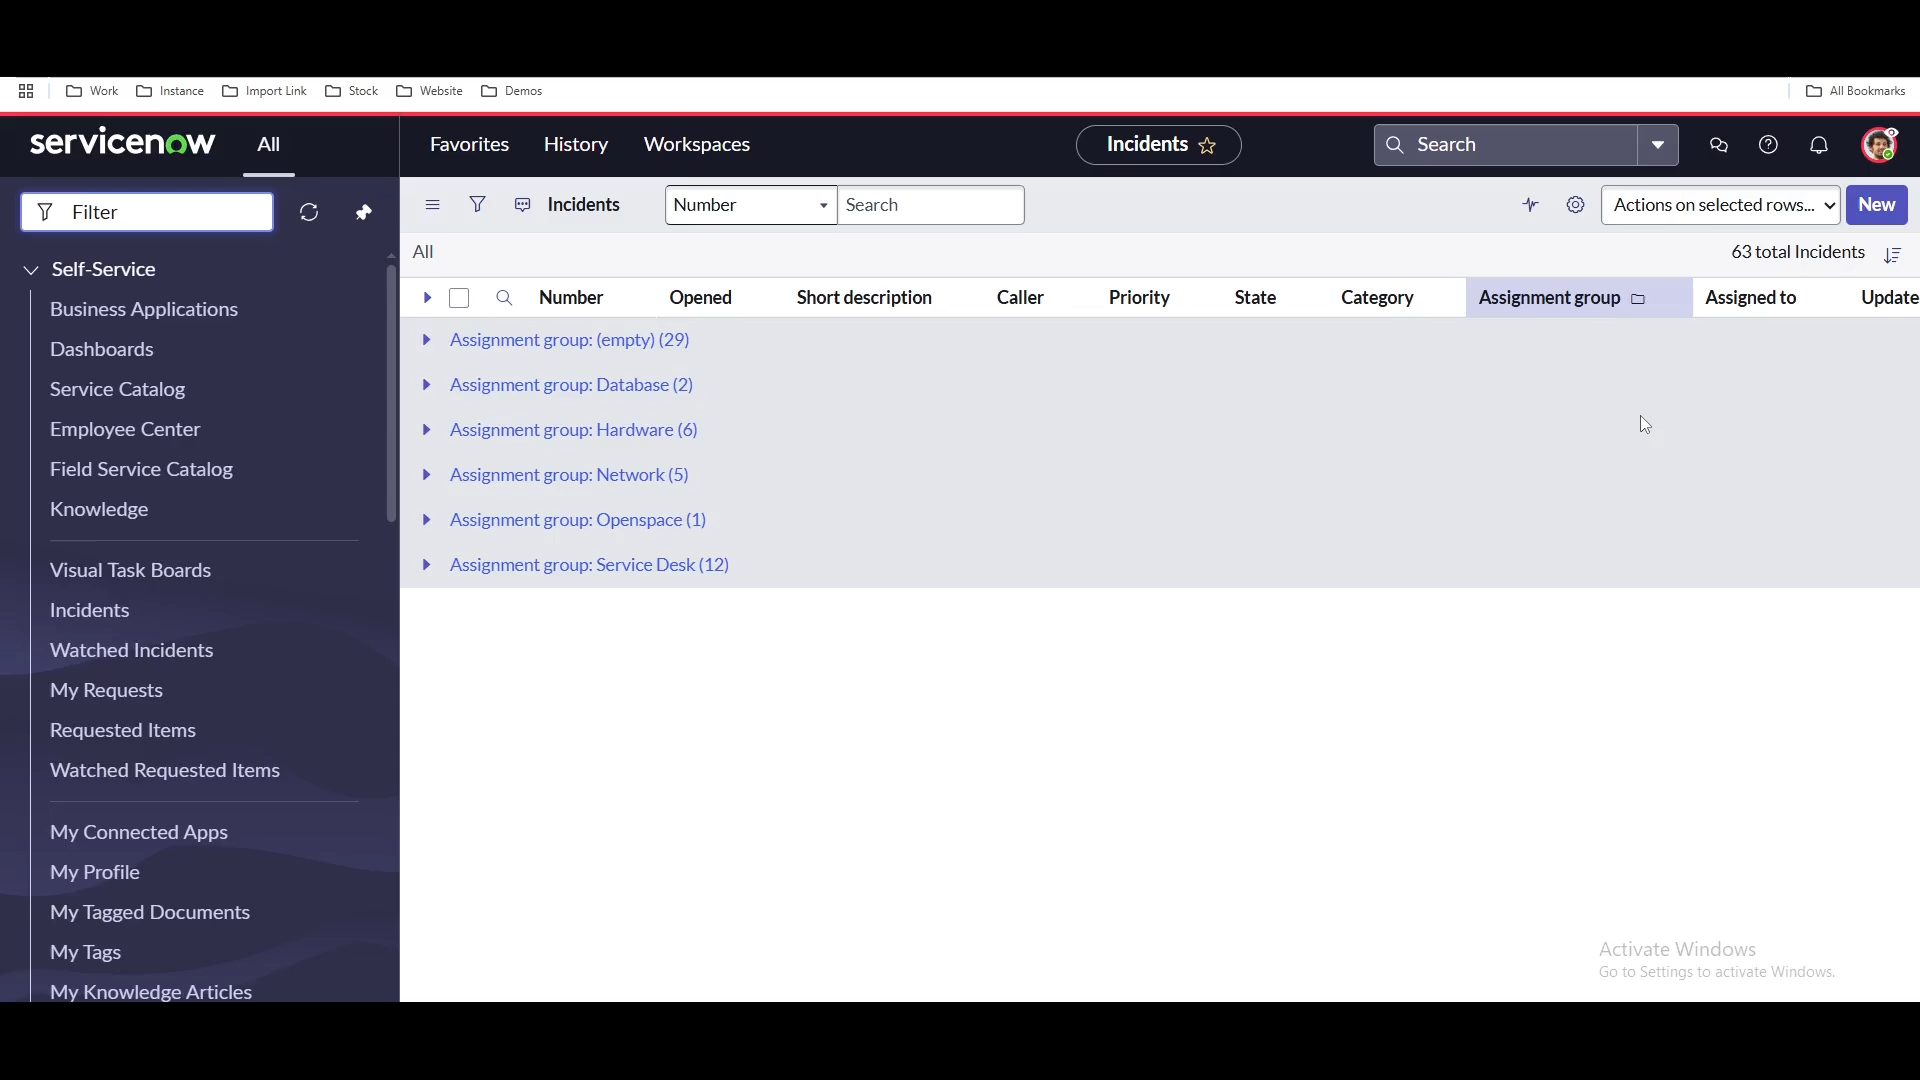 Work Instance Import Link Stock Website Demos All Bookmarks
servicenow All Favorites History Workspaces Incidents Search
Filter
Incidents Number Search Actions on selected rows... New
All 63 total Incidents
Number Opened Short description Caller Priority State Category Assignment group Assigned to Update
Assignment group: (empty) (29)
Assignment group: Database (2)
Assignment group: Hardware (6)
Assignment group: Network (5)
Assignment group: Openspace (1)
Assignment group: Service Desk (12)
Self-Service
Business Applications
Dashboards
Service Catalog
Employee Center
Field Service Catalog
Knowledge
Visual Task Boards
Incidents
Watched Incidents
My Requests
Requested Items
Watched Requested Items
My Connected Apps
My Profile
My Tagged Documents
My Tags
My Knowledge Articles
Activate Windows
Go to Settings to activate Windows.